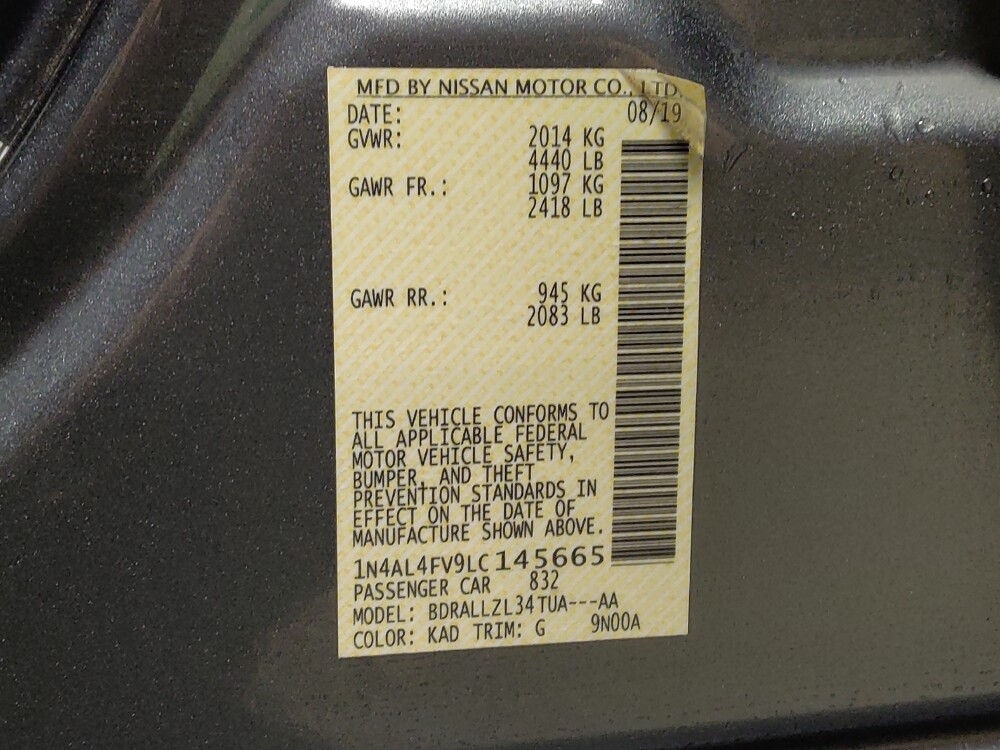 MFD BY NISSAN MOTOR CO., LTD.
DATE: 08/19
GVWR: 2014 KG
4440 LB
GAWR FR.: 1097 KG
2418 LB
GAWR RR.: 945 KG
2083 LB
THIS VEHICLE CONFORMS TO
ALL APPLICABLE FEDERAL
MOTOR VEHICLE SAFETY,
BUMPER, AND THEFT
PREVENTION STANDARDS IN
EFFECT ON THE DATE OF
MANUFACTURE SHOWN ABOVE.
1N4AL4FV9LC145665
PASSENGER CAR 832
MODEL: BDRALLZL34TUA---AA
COLOR: KAD TRIM: G 9N00A